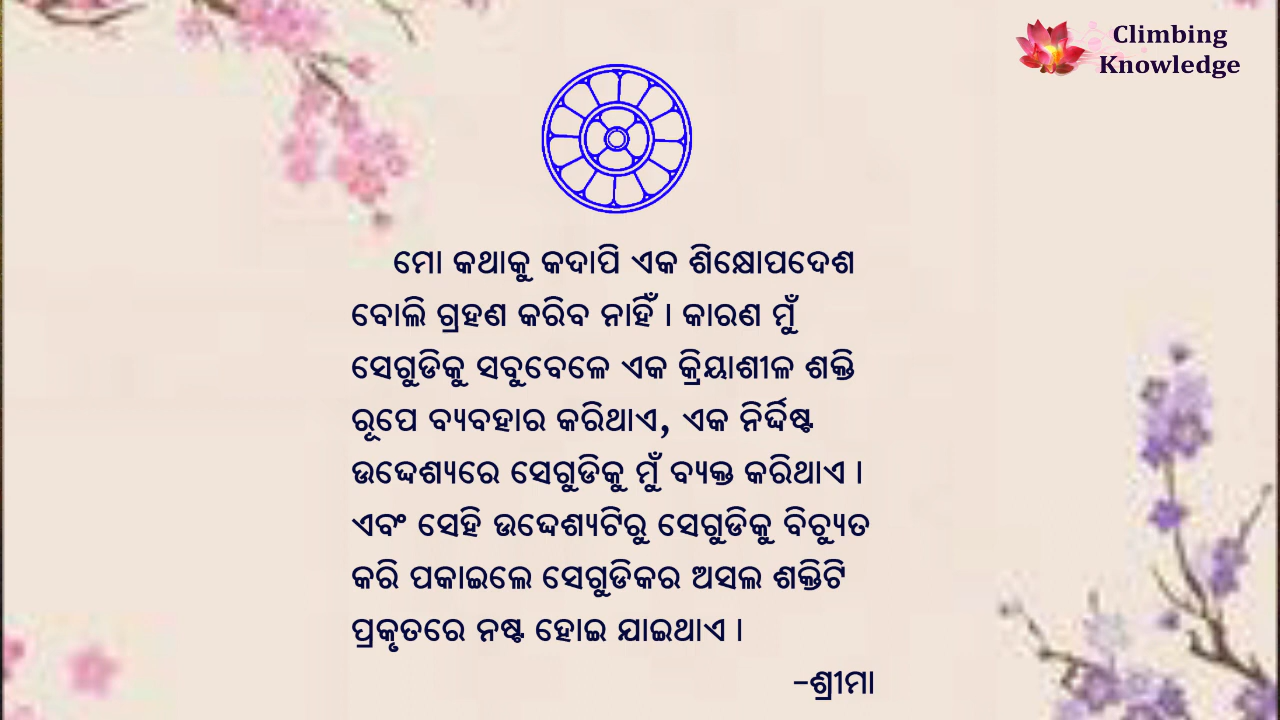 Climbing
Knowledge
ମୋ କଥାକୁ କଦାପି ଏକ ଶିକ୍ଷୋପଦେଶ
ବୋଲି ଗ୍ରହଣ କରିବ ନାହିଁ । କାରଣ ମୁଁ
ସେଗୁଡିକୁ ସବୁବେଳେ ଏକ କ୍ରିୟାଶୀଳ ଶକ୍ତି
ରୂପେ ବ୍ୟବହାର କରିଥାଏ, ଏକ ନିର୍ଦ୍ଦିଷ୍ଟ
ଉଦ୍ଦେଶ୍ୟରେ ସେଗୁଡିକୁ ମୁଁ ବ୍ୟକ୍ତ କରିଥାଏ ।
ଏବଂ ସେହି ଉଦ୍ଦେଶ୍ୟଟିରୁ ସେଗୁଡିକୁ ବିଚ୍ୟୁତ
କରି ପକାଇଲେ ସେଗୁଡିକର ଅସଲ ଶକ୍ତିଟି
ପ୍ରକୃତରେ ନଷ୍ଟ ହୋଇ ଯାଇଥାଏ ।
-ଶ୍ରୀମା